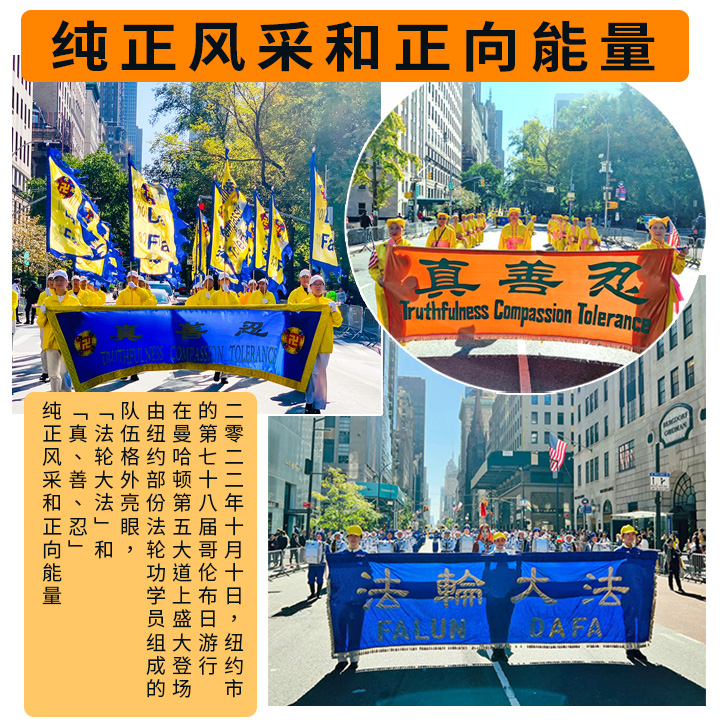 纯正风采和正向能量
La
Fa
Fa
真 善 忍
TRUTHFULNESS COMPASSION TOLERANCE
真善忍
Truthfulness Compassion Tolerance
二零二二年十月十日，纽约市
的第七十八届哥伦布日游行
在曼哈顿第五大道上盛大登场
由纽约部份法轮功学员组成的
队伍格外亮眼，
「法轮大法」和
「真、善、忍」
纯正风采和正向能量
BERGDORF
GOODMAN
法輪大法
FALUN DAFA